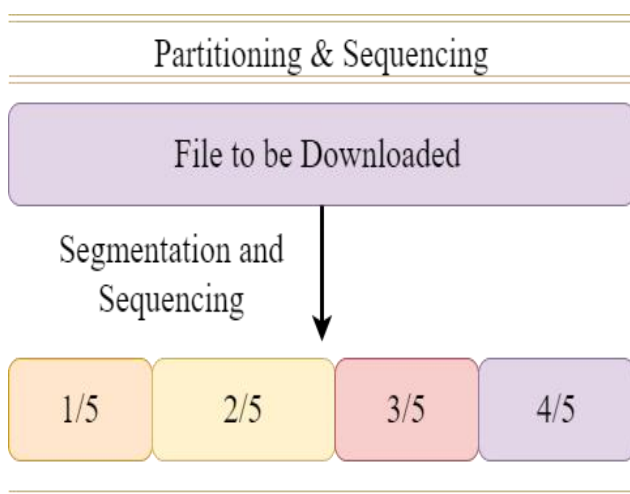 Partitioning & Sequencing
File to be Downloaded
Segmentation and
Sequencing
1/5
2/5
3/5
4/5